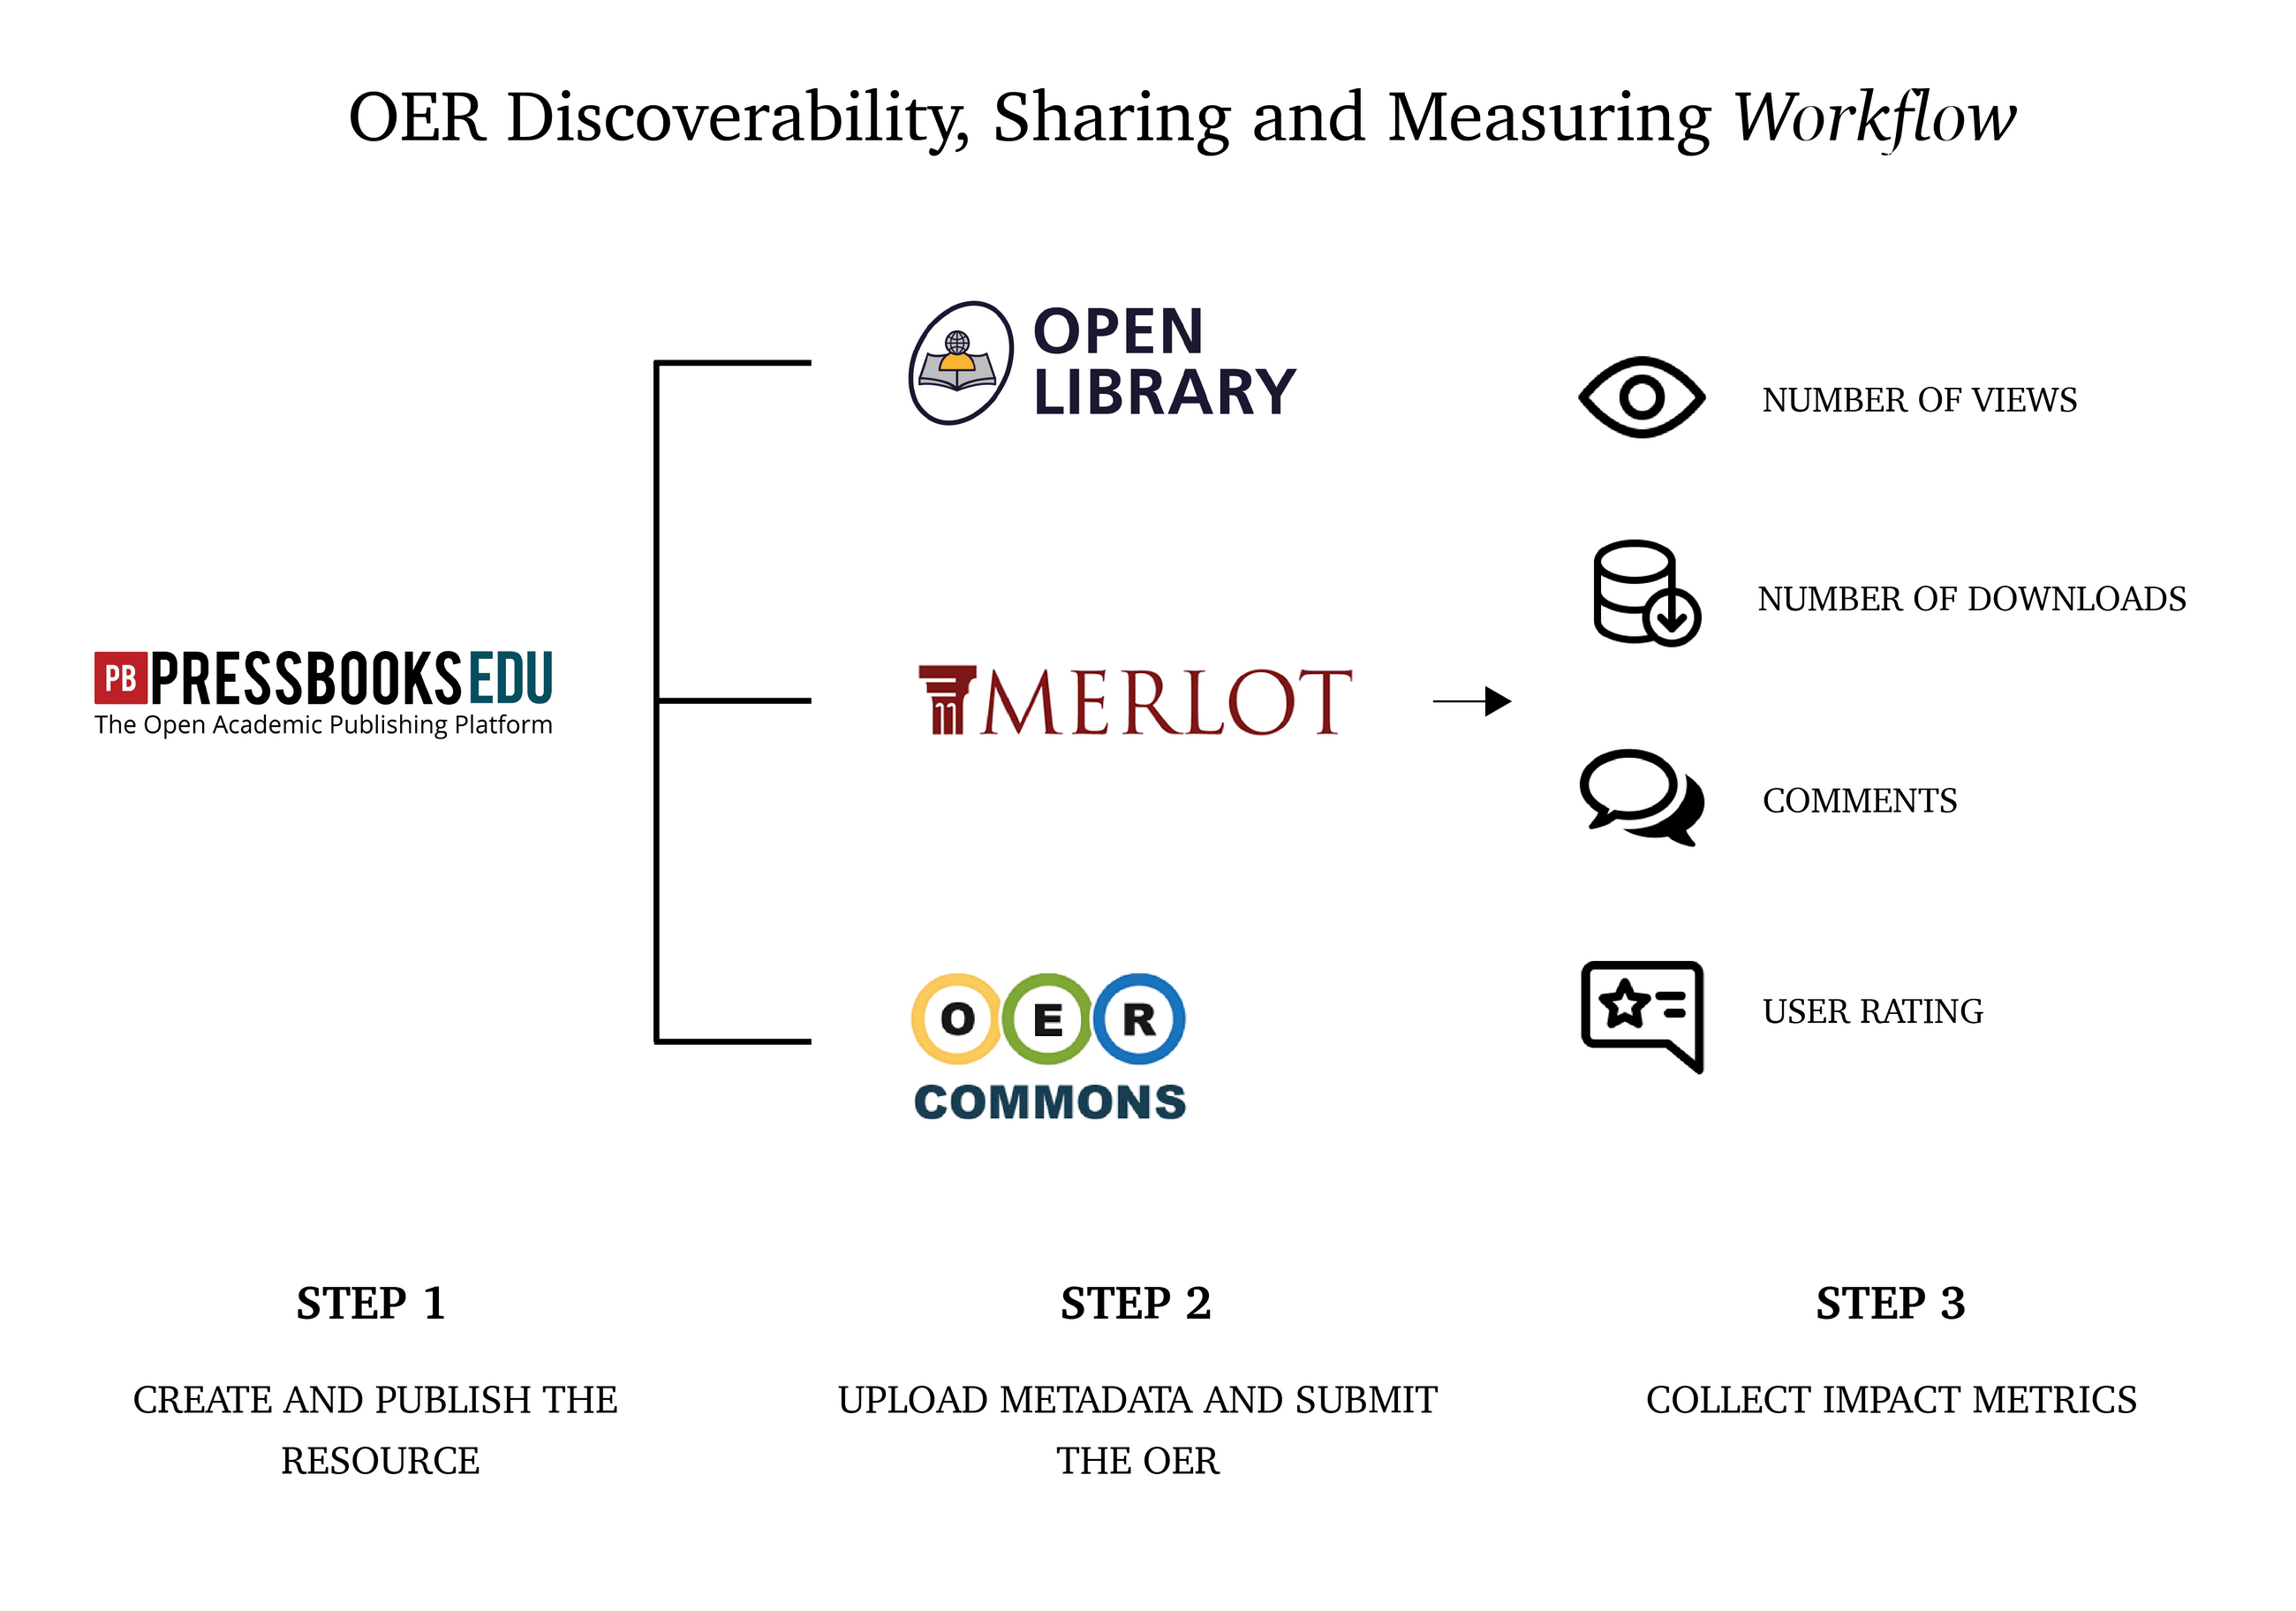 OER Discoverability, Sharing and Measuring Workflow
OPEN
LIBRARY
NUMBER OF VIEWS
NUMBER OF DOWNLOADS
PB PRESSBOOKS EDU
The Open Academic Publishing Platform
MERLOT
COMMENTS
O E R
COMMONS
USER RATING
STEP 1
CREATE AND PUBLISH THE
RESOURCE
STEP 2
UPLOAD METADATA AND SUBMIT
THE OER
STEP 3
COLLECT IMPACT METRICS